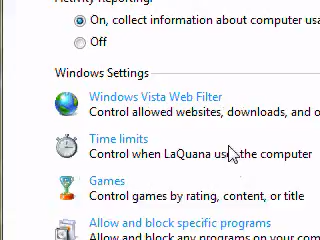 Activity Reporting:
On, collect information about computer usa
Off
Windows Settings
Windows Vista Web Filter
Control allowed websites, downloads, and o
Time limits
Control when LaQuana uses the computer
Games
Control games by rating, content, or title
Allow and block specific programs
Allow and block any programs on your com